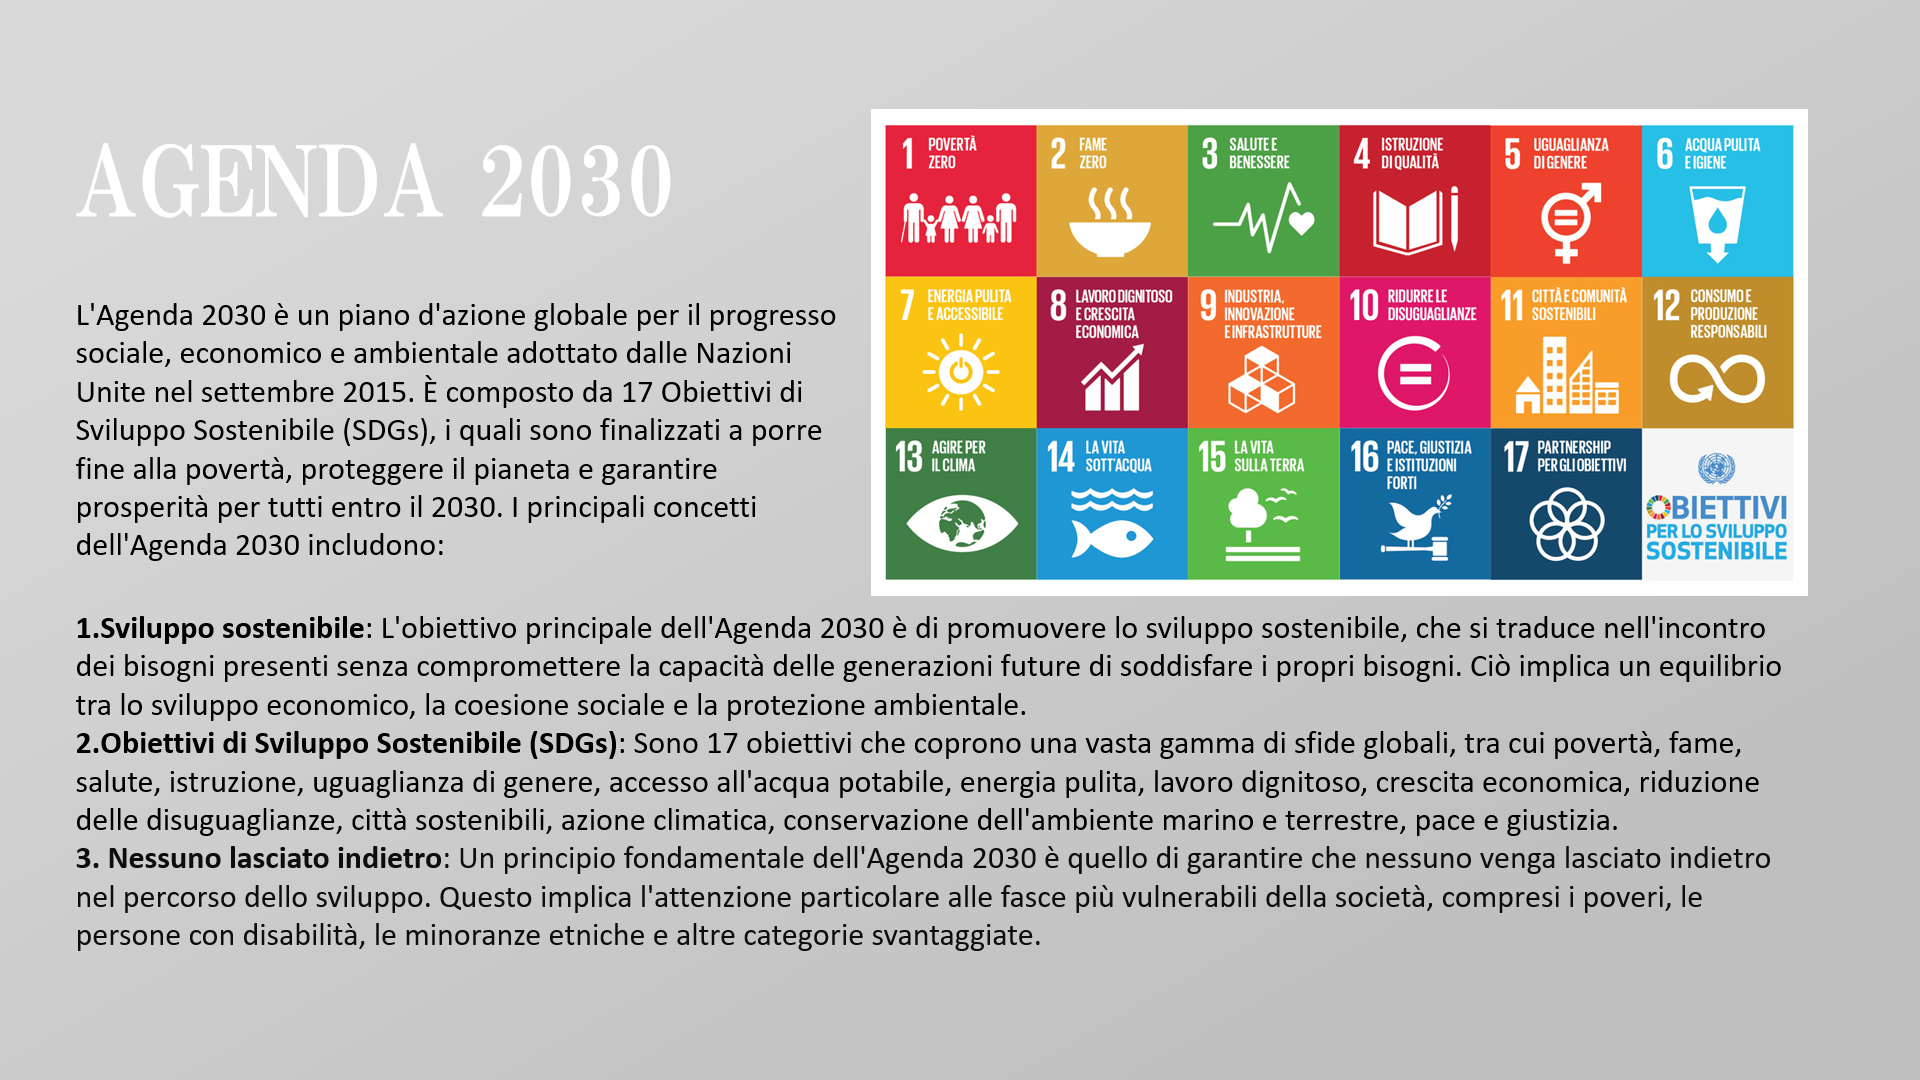 AGENDA 2030
L'Agenda 2030 è un piano d'azione globale per il progresso
sociale, economico e ambientale adottato dalle Nazioni
Unite nel settembre 2015. È composto da 17 Obiettivi di
Sviluppo Sostenibile (SDGs), i quali sono finalizzati a porre
fine alla povertà, proteggere il pianeta e garantire
prosperità per tutti entro il 2030. I principali concetti
dell'Agenda 2030 includono:
1 POVERTÀ
ZERO
2 FAME
ZERO
3 SALUTE E
BENESSERE
4 ISTRUZIONE
DI QUALITÀ
5 UGUAGLIANZA
DI GENERE
6 ACQUA PULITA
E IGIENE
7 ENERGIA PULITA
E ACCESSIBILE
8 LAVORO DIGNITOSO
E CRESCITA
ECONOMICA
9 INDUSTRIA,
INNOVAZIONE
E INFRASTRUTTURE
10 RIDURRE LE
DISUGUAGLIANZE
11 CITTÀ E COMUNITÀ
SOSTENIBILI
12 CONSUMO E
PRODUZIONE
RESPONSABILI
13 AGIRE PER
IL CLIMA
14 LA VITA
SOTT'ACQUA
15 LA VITA
SULLA TERRA
16 PACE, GIUSTIZIA
E ISTITUZIONI
FORTI
17 PARTNERSHIP
PER GLI OBIETTIVI
OBIETTIVI
PER LO SVILUPPO
SOSTENIBILE
1.Sviluppo sostenibile: L'obiettivo principale dell'Agenda 2030 è di promuovere lo sviluppo sostenibile, che si traduce nell'incontro
dei bisogni presenti senza compromettere la capacità delle generazioni future di soddisfare i propri bisogni. Ciò implica un equilibrio
tra lo sviluppo economico, la coesione sociale e la protezione ambientale.
2.Obiettivi di Sviluppo Sostenibile (SDGs): Sono 17 obiettivi che coprono una vasta gamma di sfide globali, tra cui povertà, fame,
salute, istruzione, uguaglianza di genere, accesso all'acqua potabile, energia pulita, lavoro dignitoso, crescita economica, riduzione
delle disuguaglianze, città sostenibili, azione climatica, conservazione dell'ambiente marino e terrestre, pace e giustizia.
3. Nessuno lasciato indietro: Un principio fondamentale dell'Agenda 2030 è quello di garantire che nessuno venga lasciato indietro
nel percorso dello sviluppo. Questo implica l'attenzione particolare alle fasce più vulnerabili della società, compresi i poveri, le
persone con disabilità, le minoranze etniche e altre categorie svantaggiate.